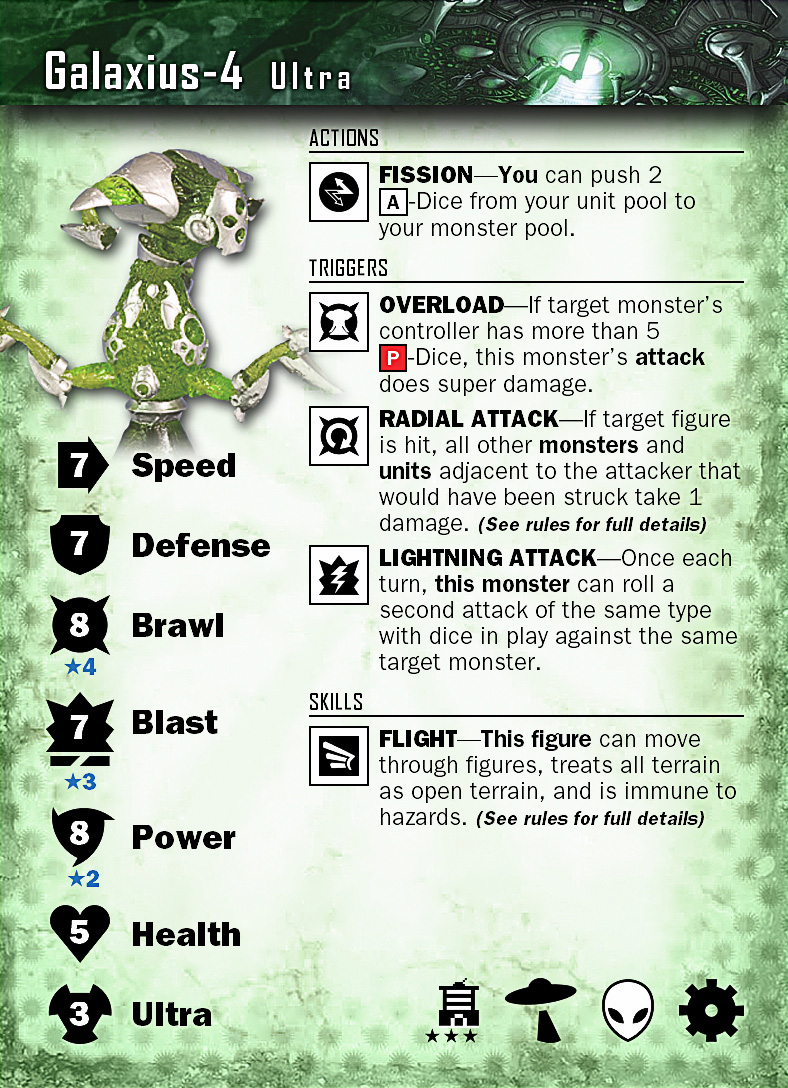 Galaxius-4 Ultra
ACTIONS
FISSION—You can push 2
A-Dice from your unit pool to
your monster pool.
TRIGGERS
OVERLOAD—If target monster's
controller has more than 5
P-Dice, this monster's attack
does super damage.
RADIAL ATTACK—If target figure
is hit, all other monsters and
units adjacent to the attacker that
would have been struck take 1
damage. (See rules for full details)
LIGHTNING ATTACK—Once each
turn, this monster can roll a
second attack of the same type
with dice in play against the same
target monster.
SKILLS
FLIGHT—This figure can move
through figures, treats all terrain
as open terrain, and is immune to
hazards. (See rules for full details)
7 Speed
7 Defense
8 Brawl
★4
7 Blast
★3
8 Power
★2
5 Health
3 Ultra
★★★